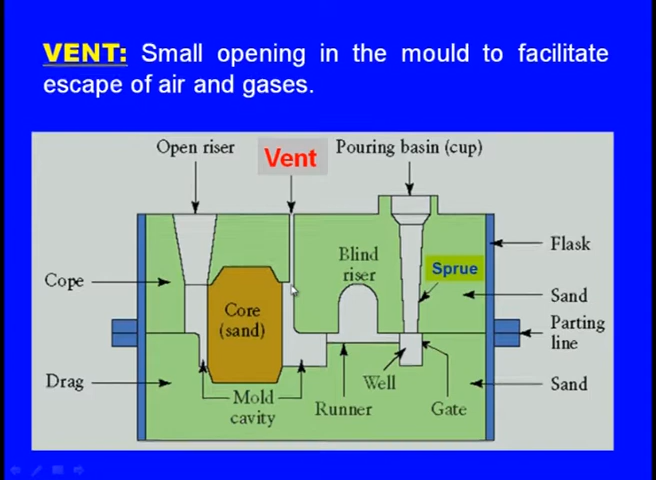 VENT: Small opening in the mould to facilitate
escape of air and gases.
Open riser
Vent
Pouring basin (cup)
Flask
Blind
riser
Sprue
Cope
Core
(sand)
Sand
Parting
line
Drag
Mold
cavity
Runner
Well
Gate
Sand